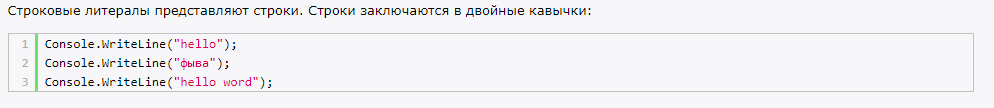 Строковые литералы представляют строки. Строки заключаются в двойные кавычки:
1 Console.WriteLine("hello");
2 Console.WriteLine("фыва");
3 Console.WriteLine("hello word");